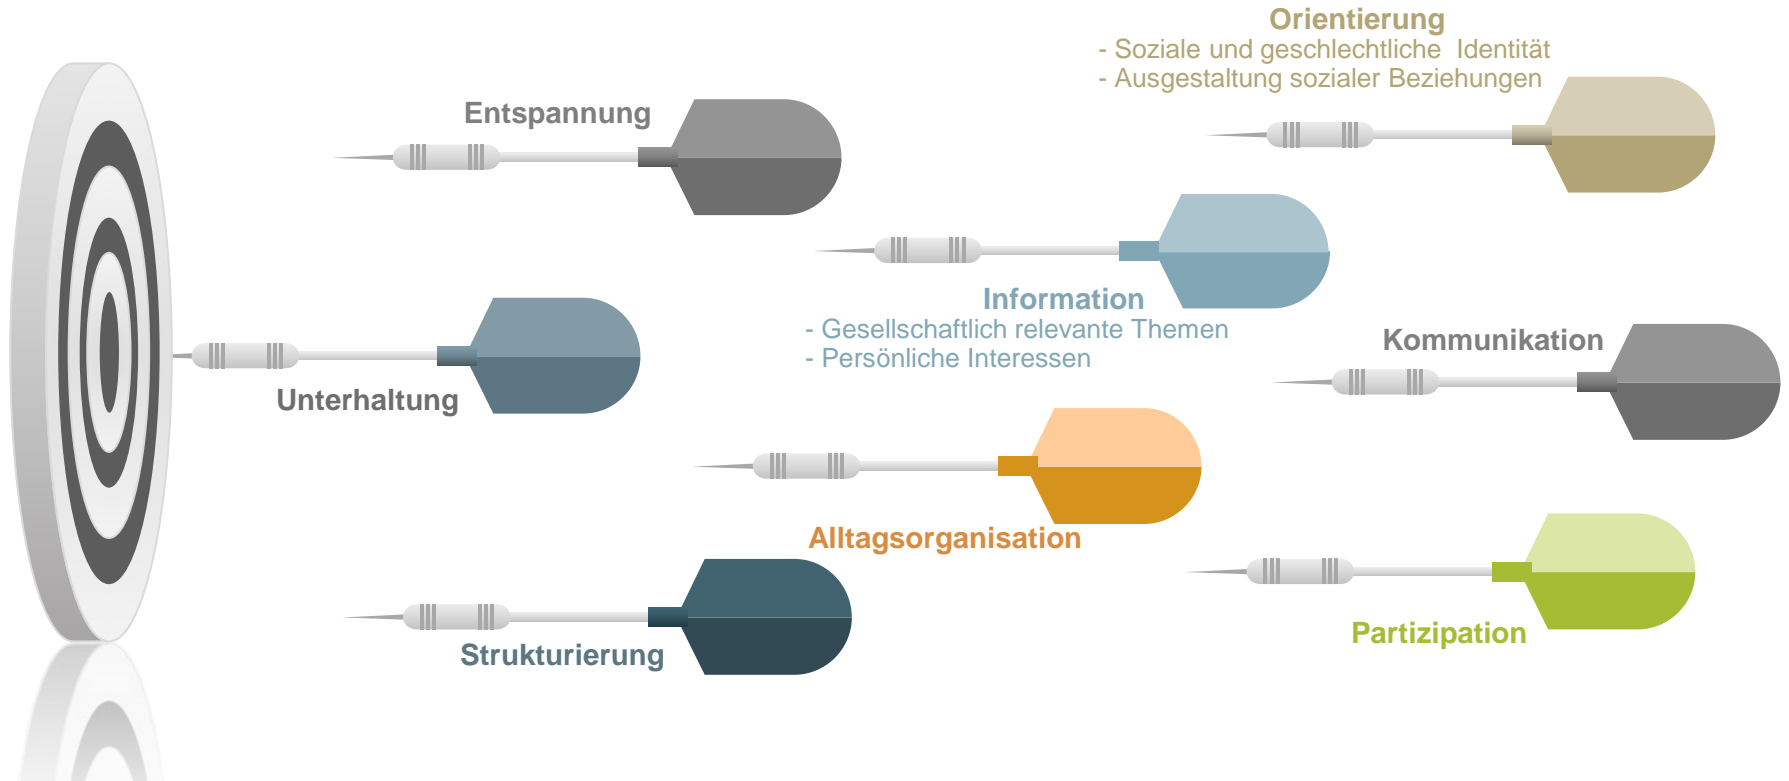 Orientierung
- Soziale und geschlechtliche Identität
- Ausgestaltung sozialer Beziehungen
Entspannung
Information
- Gesellschaftlich relevante Themen
- Persönliche Interessen
Kommunikation
Unterhaltung
Alltagsorganisation
Partizipation
Strukturierung